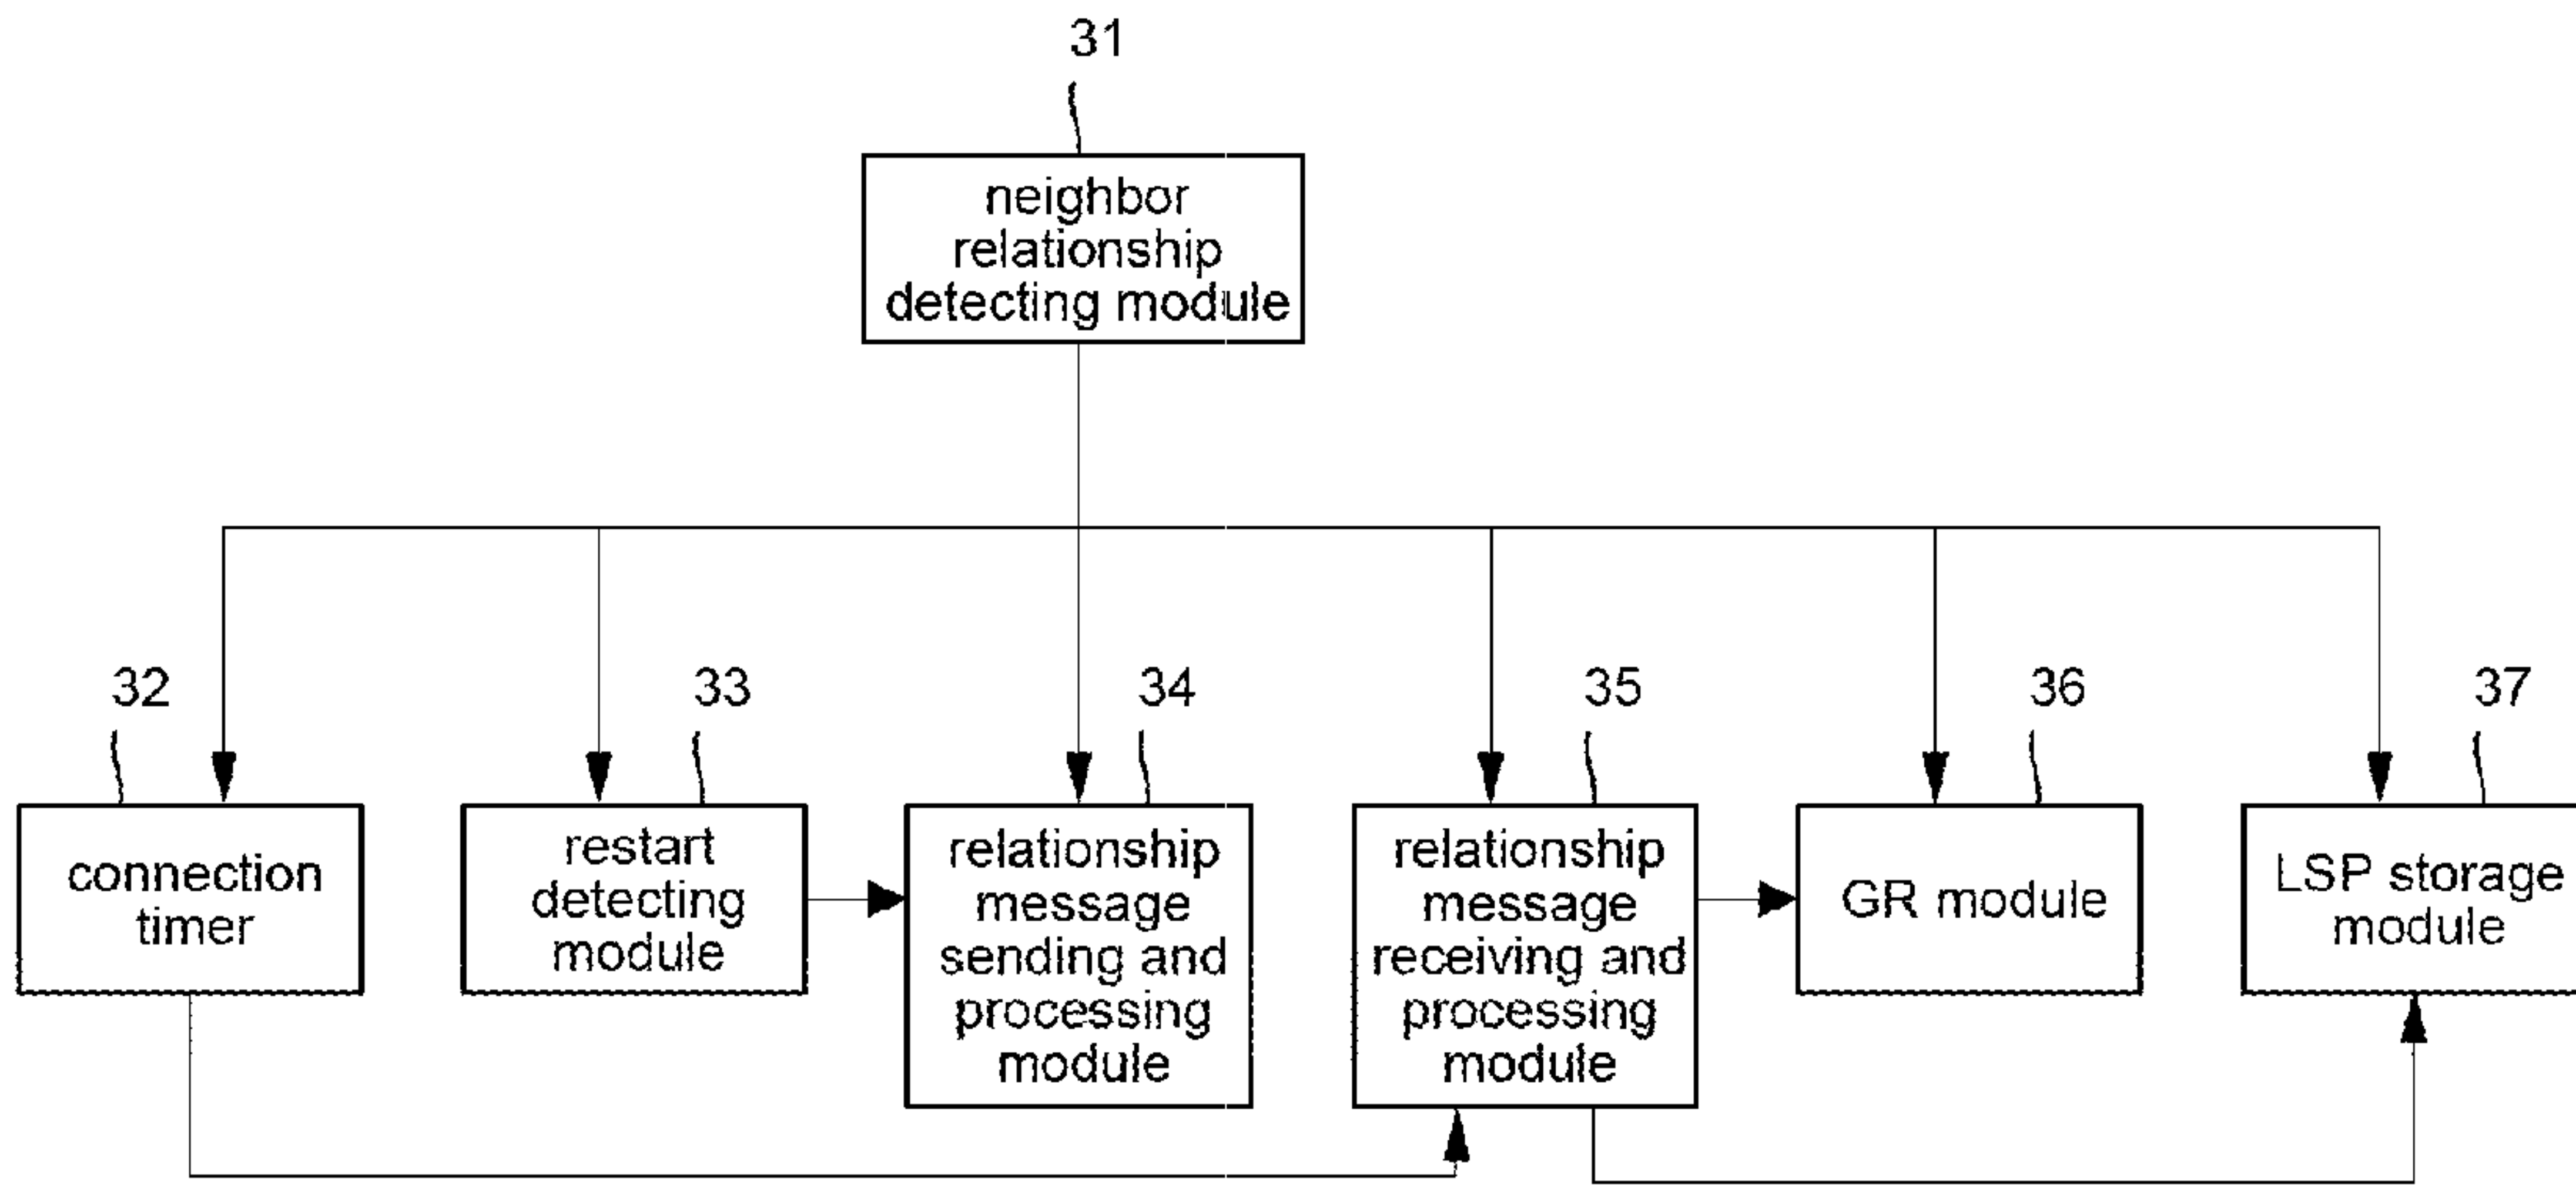 31
neighbor
relationship
detecting module
32
33
34
35
36
37
connection
timer
restart
detecting
module
relationship
message
sending and
processing
module
relationship
message
receiving and
processing
module
GR module
LSP storage
module